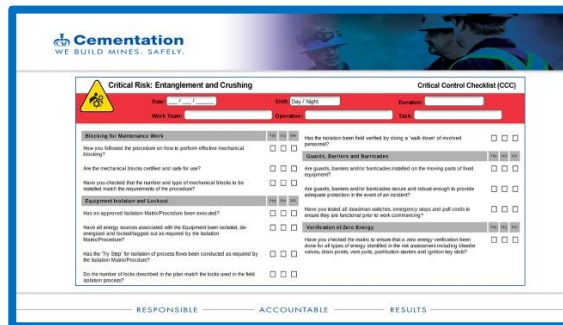 Cementation
WE BUILD MINES. SAFELY.
Critical Risk: Entanglement and Crushing
Critical Control Checklist (CCC)
Date: __ / __ / ____
Shift: Day / Night
Duration:
Work Team:
Operation:
Task:
Blocking for Maintenance Work
Yes No N/A
Have you followed the procedure on how to perform effective mechanical
blocking?
Are the mechanical blocks certified and safe for use?
Have you checked that the number and type of mechanical blocks to be
installed match the requirements of the procedure?
Equipment Isolation and Lockout
Yes No N/A
Has an approved Isolation Matrix/Procedure been executed?
Have all energy sources associated with the Equipment been isolated, de-
energized and locked/tagged out as required by the Isolation
Matrix/Procedure?
Has the 'Try Step' for isolation of process flows been conducted as required by
the Isolation Matrix/Procedure?
Do the number of locks described in the plan match the locks used in the field
isolation process?
Has the isolation been field verified by doing a 'walk down' of involved
personnel?
Guards, Barriers and Barricades
Yes No N/A
Are guards, barriers and/or barricades installed on the moving parts of fixed
equipment?
Are guards, barriers and/or barricades secure and robust enough to provide
adequate protection in the event of an incident?
Have you tested all deadman switches, emergency stops and pull cords to
ensure they are functional prior to work commencing?
Verification of Zero Energy
Yes No N/A
Have you checked the matrix to ensure that a zero energy verification been
done for all types of energy identified in the risk assessment including bleeder
valves, drain points, vent ports, pushbutton starters and ignition key slots?
RESPONSIBLE
ACCOUNTABLE
RESULTS